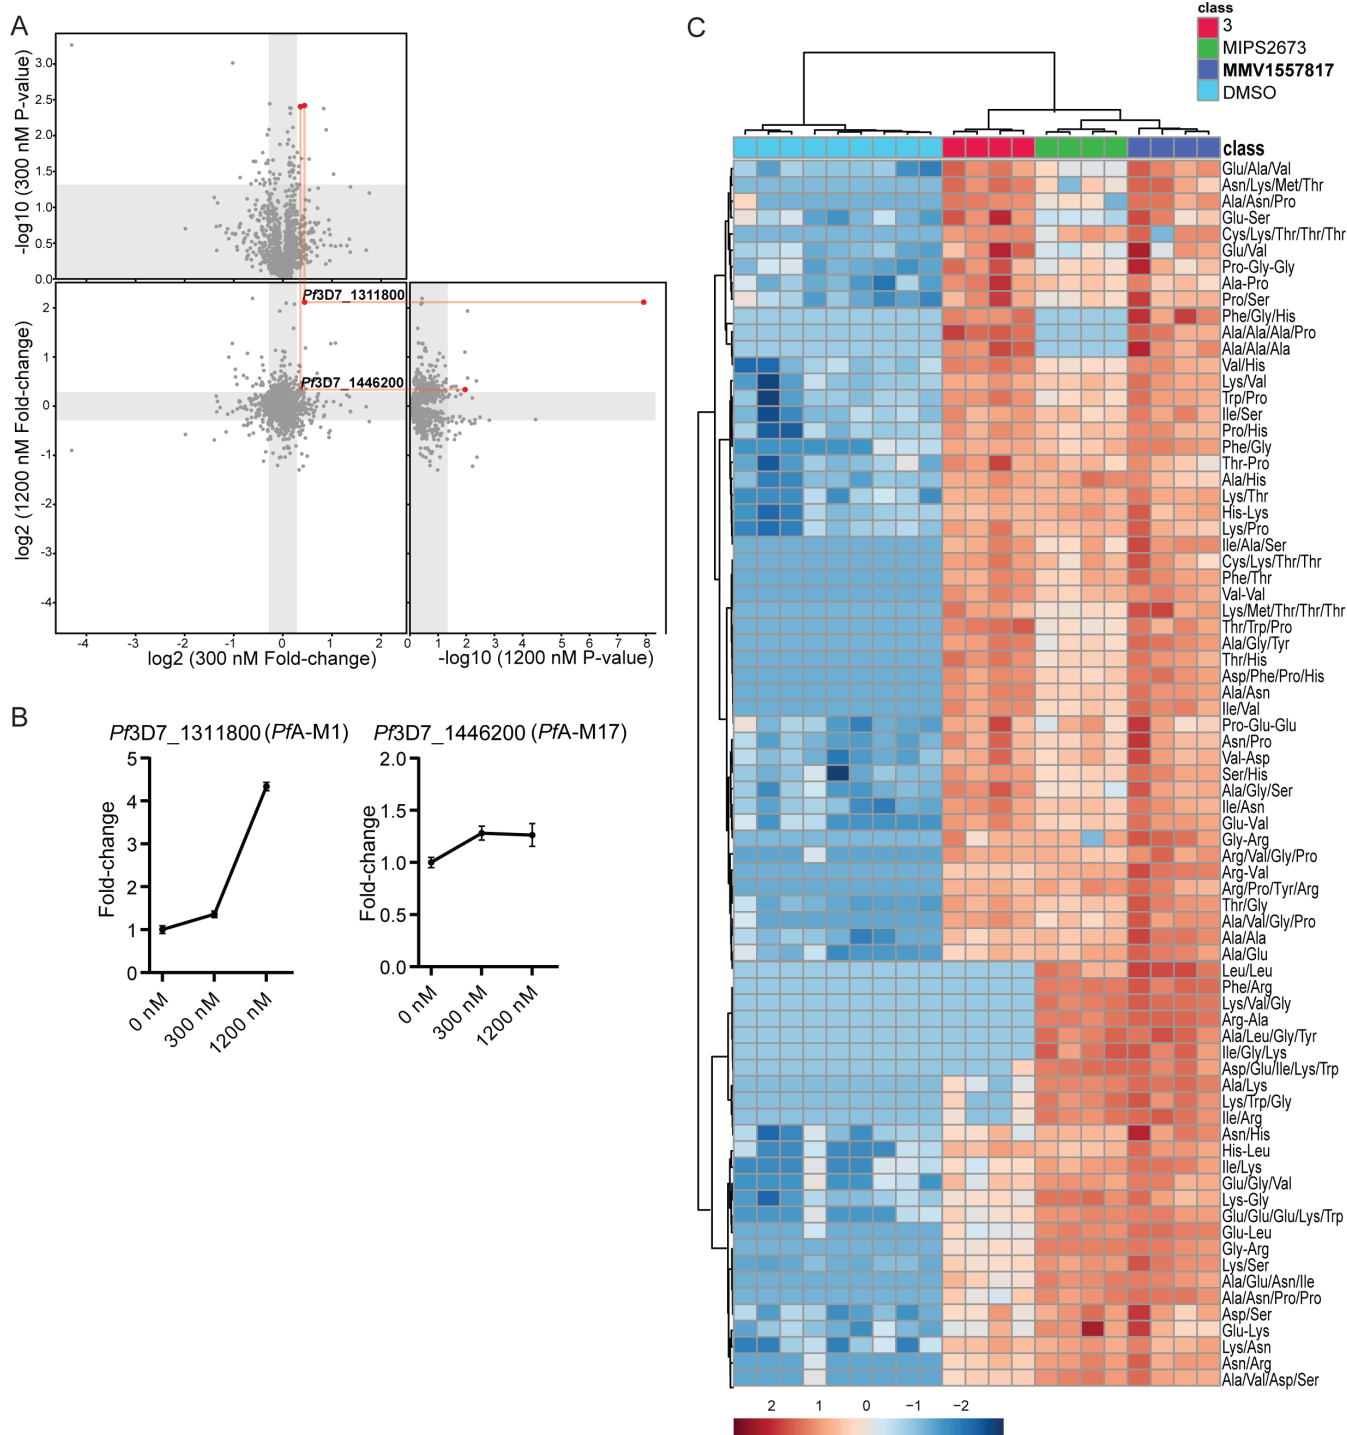 A
-log10 (300 nM P-value)
3.0
2.5
2.0
1.5
1.0
0.5
0.0
log2 (1200 nM Fold-change)
2
1
0
-1
-2
-3
-4
Pf3D7_1311800
Pf3D7_1446200
-4
-3
-2
-1
0
1
2
log2 (300 nM Fold-change)
0
1
2
3
4
5
6
7
8
-log10 (1200 nM P-value)
B
Pf3D7_1311800 (PfA-M1)
Fold-change
5
4
3
2
1
0
0 nM
300 nM
1200 nM
Pf3D7_1446200 (PfA-M17)
Fold-change
2.0
1.5
1.0
0.5
0.0
0 nM
300 nM
1200 nM
C
class
3
MIPS2673
MMV1557817
DMSO
class
Glu/Ala/Val
Asn/Lys/Met/Thr
Ala/Asn/Pro
Glu-Ser
Cys/Lys/Thr/Thr/Thr
Glu/Val
Pro-Gly-Gly
Ala-Pro
Pro/Ser
Phe/Gly/His
Ala/Ala/Ala/Pro
Ala/Ala/Ala
Val/His
Lys/Val
Trp/Pro
Ile/Ser
Pro/His
Phe/Gly
Thr-Pro
Ala/His
Lys/Thr
His-Lys
Lys/Pro
Ile/Ala/Ser
Cys/Lys/Thr/Thr
Phe/Thr
Val-Val
Lys/Met/Thr/Thr/Thr
Thr/Trp/Pro
Ala/Gly/Tyr
Thr/His
Asp/Phe/Pro/His
Ala/Asn
Ile/Val
Pro-Glu-Glu
Asn/Pro
Val-Asp
Ser/His
Ala/Gly/Ser
Ile/Asn
Glu-Val
Gly-Arg
Arg/Val/Gly/Pro
Arg-Val
Arg/Pro/Tyr/Arg
Thr/Gly
Ala/Val/Gly/Pro
Ala/Ala
Ala/Glu
Leu/Leu
Phe/Arg
Lys/Val/Gly
Arg-Ala
Ala/Leu/Gly/Tyr
Ile/Gly/Lys
Asp/Glu/Ile/Lys/Trp
Ala/Lys
Lys/Trp/Gly
Ile/Arg
Asn/His
His-Leu
Ile/Lys
Glu/Gly/Val
Lys-Gly
Glu/Glu/Glu/Lys/Trp
Glu-Leu
Gly-Arg
Lys/Ser
Ala/Glu/Asn/Ile
Ala/Asn/Pro/Pro
Asp/Ser
Glu-Lys
Lys/Asn
Asn/Arg
Ala/Val/Asp/Ser
2 1 0 −1 −2